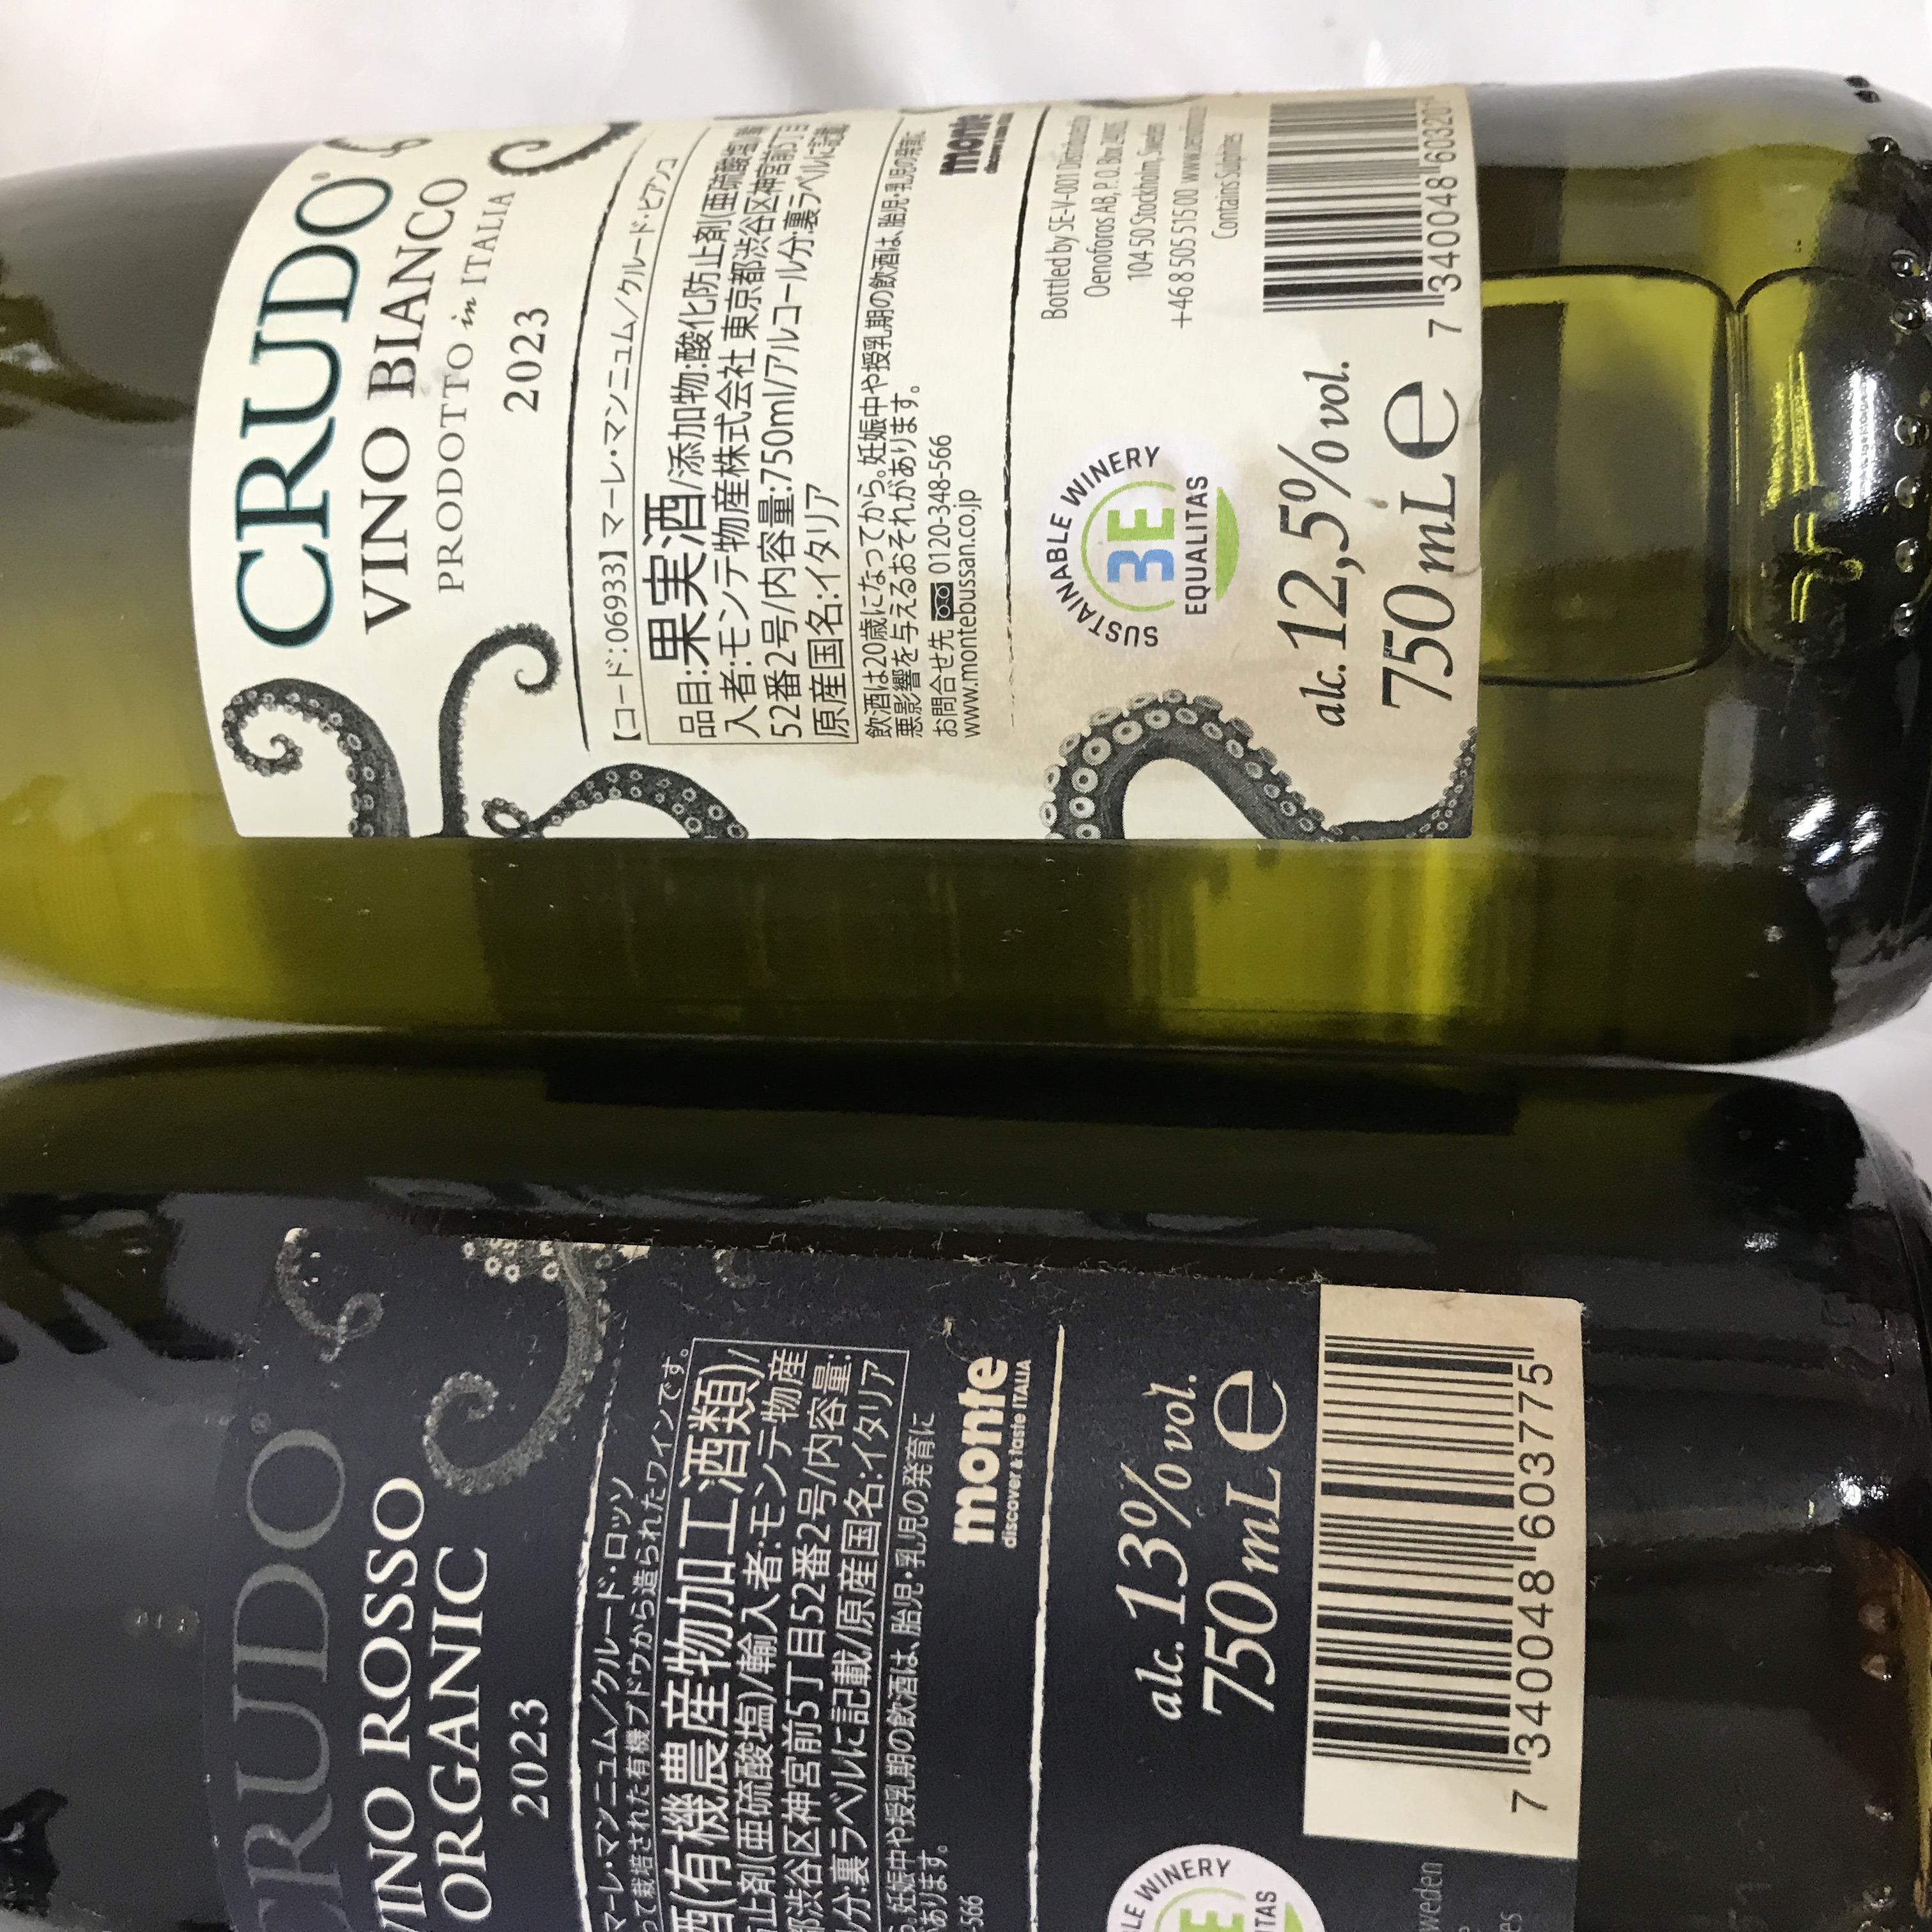 CRUDO®
VINO ROSSO
ORGANIC
2023
マーレ・マンニュム／クルード・ロッソ
って栽培された有機ブドウから造られたワインです。
酒(有機農産物加工酒類)/
防止剤(亜硫酸塩)/輸入者:モンテ物産
都渋谷区神宮前5丁目52番2号/内容量:
ル分:裏ラベルに記載/原産国名:イタリア
ら。妊娠中や授乳期の飲酒は、胎児・乳児の発育に
があります。
-566
monte
discover & taste ITALIA
LE WINERY
E
ITAS
alc. 13% vol.
750 mL ℮
weden
e
es
7 340048 603775
CRUDO®
VINO BIANCO
PRODOTTO in ITALIA
2023
【コード:06933】 マーレ・マンニュム／クルード・ビアンコ
品目:果実酒/添加物:酸化防止剤(亜硫酸塩)/輸
入者:モンテ物産株式会社 東京都渋谷区神宮前5丁目
52番2号/内容量:750ml/アルコール分:裏ラベルに記載/
原産国名:イタリア
飲酒は20歳になってから。妊娠中や授乳期の飲酒は、胎児・乳児の発育に
悪影響を与えるおそれがあります。
お問合せ先 0120-348-566
www.montebussan.co.jp
monte
discover & taste ITALIA
SUSTAINABLE WINERY
3E
EQUALITAS
Bottled by SE-V-001 Distributed by
Oenoforos AB, P. O. Box
104 50 Stockholm, Sweden
+46 8 505 515 00
Contains Sulphites
alc. 12,5% vol.
750 mL ℮
7 340048 603201